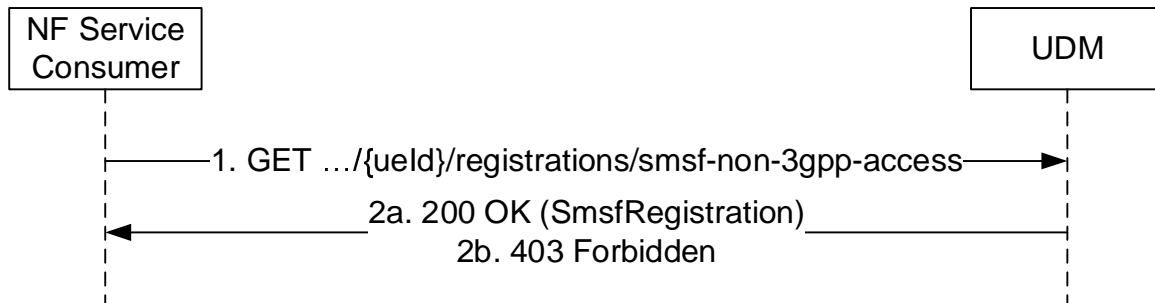 NF Service
Consumer
UDM
1. GET …/{ueId}/registrations/smsf-non-3gpp-access
2a. 200 OK (SmsfRegistration)
2b. 403 Forbidden